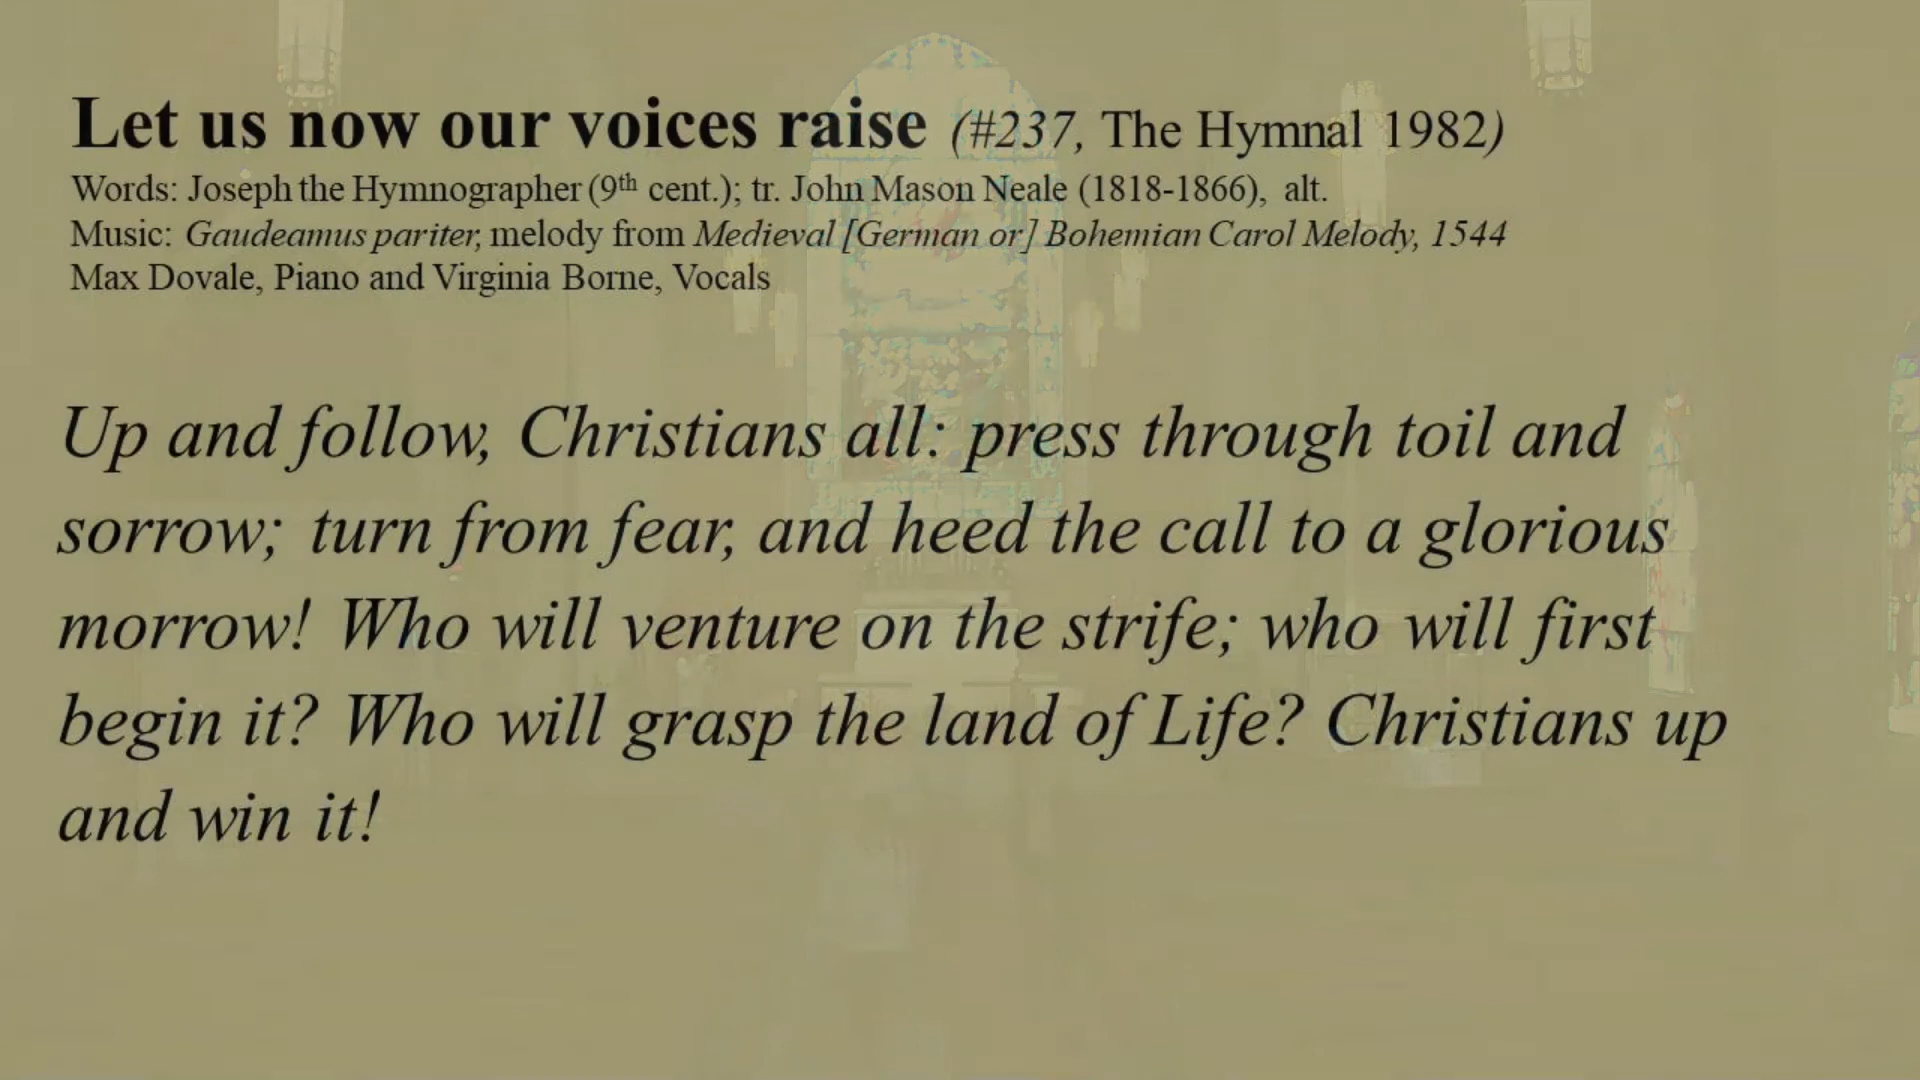 Let us now our voices raise (#237, The Hymnal 1982)
Words: Joseph the Hymnographer (9th cent.); tr. John Mason Neale (1818-1866), alt.
Music: Gaudeamus pariter, melody from Medieval [German or] Bohemian Carol Melody, 1544
Max Dovale, Piano and Virginia Borne, Vocals
Up and follow, Christians all: press through toil and
sorrow; turn from fear, and heed the call to a glorious
morrow! Who will venture on the strife; who will first
begin it? Who will grasp the land of Life? Christians up
and win it!